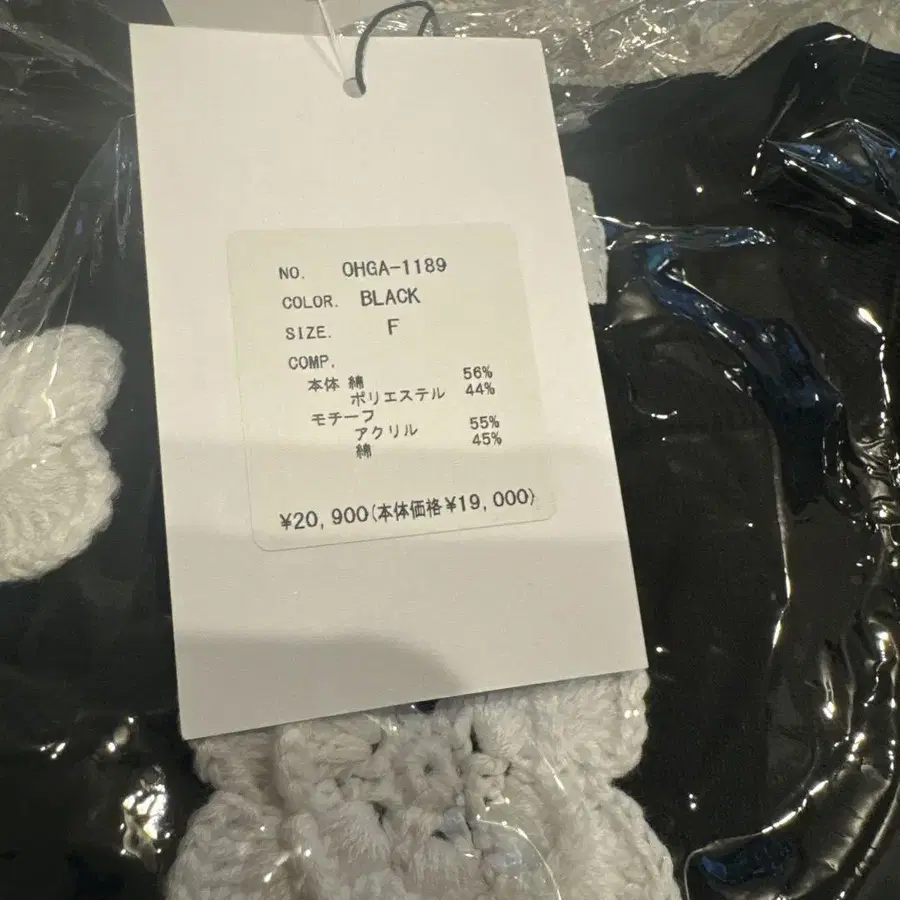 NO. OHGA-1189
COLOR. BLACK
SIZE. F
COMP.
本体 綿 56%
ポリエステル 44%
モチーフ
アクリル 55%
綿 45%
¥20,900(本体価格¥19,000)